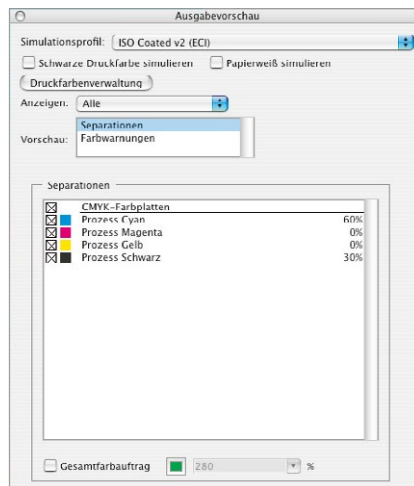 Ausgabevorschau
Simulationsprofil: ISO Coated v2 (ECI)
Schwarze Druckfarbe simulieren Papierweiß simulieren
Druckfarbenverwaltung
Anzeigen: Alle
Separationen
Vorschau: Farbwarnungen
Separationen
CMYK-Farbplatten
Prozess Cyan 60%
Prozess Magenta 0%
Prozess Gelb 0%
Prozess Schwarz 30%
Gesamtfarbauftrag 280 %